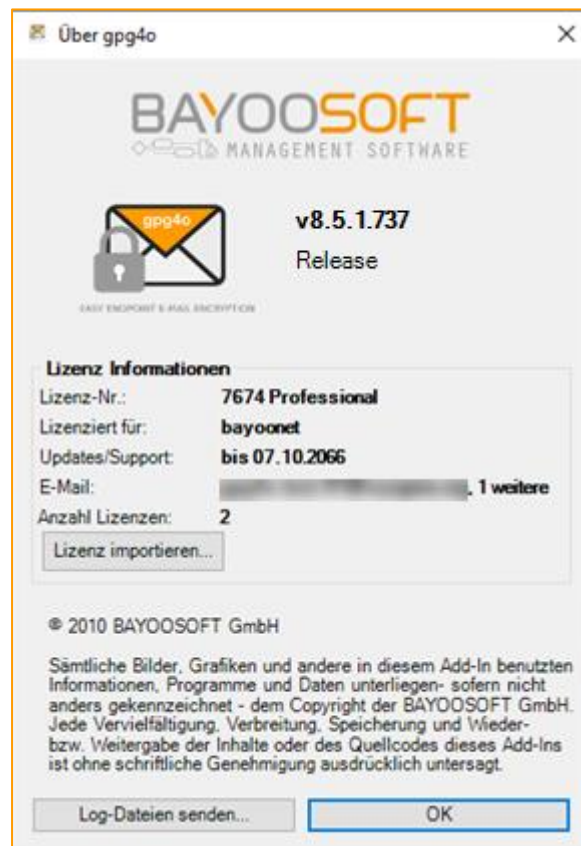 Über gpg4o
BAYOOSOFT
MANAGEMENT SOFTWARE
gpg4o
v8.5.1.737
Release
EASY ENDPOINT E-MAIL ENCRYPTION
Lizenz Informationen
Lizenz-Nr.: 7674 Professional
Lizenziert für: bayoonet
Updates/Support: bis 07.10.2066
E-Mail: , 1 weitere
Anzahl Lizenzen: 2
Lizenz importieren...
© 2010 BAYOOSOFT GmbH
Sämtliche Bilder, Grafiken und andere in diesem Add-In benutzten
Informationen, Programme und Daten unterliegen- sofern nicht
anders gekennzeichnet - dem Copyright der BAYOOSOFT GmbH.
Jede Vervielfältigung, Verbreitung, Speicherung und Wieder-
bzw. Weitergabe der Inhalte oder des Quellcodes dieses Add-Ins
ist ohne schriftliche Genehmigung ausdrücklich untersagt.
Log-Dateien senden... OK